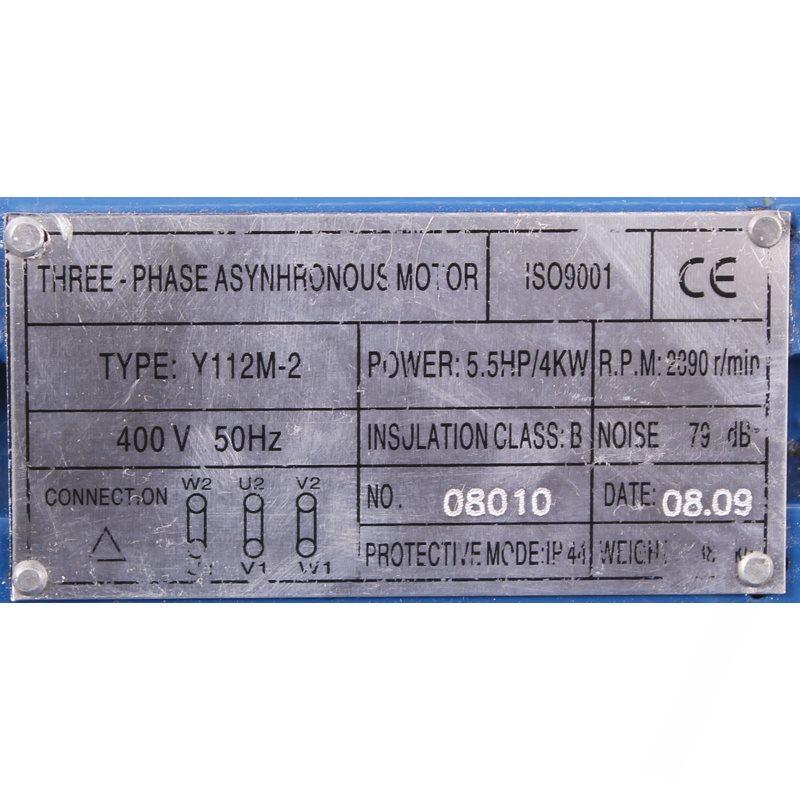 THREE - PHASE ASYNHRONOUS MOTOR ISO9001 CE
TYPE: Y112M-2 POWER: 5.5HP/4KW R.P.M: 2890 r/min
400 V 50Hz INSULATION CLASS: B NOISE 79 dB
CONNECTION W2 U2 V2 NO. 08010 DATE: 08.09
U1 V1 W1 PROTECTIVE MODE: IP 44 WEIGHT